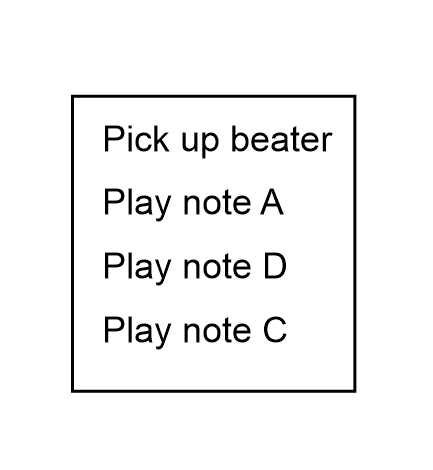 Pick up beater
Play note A
Play note D
Play note C